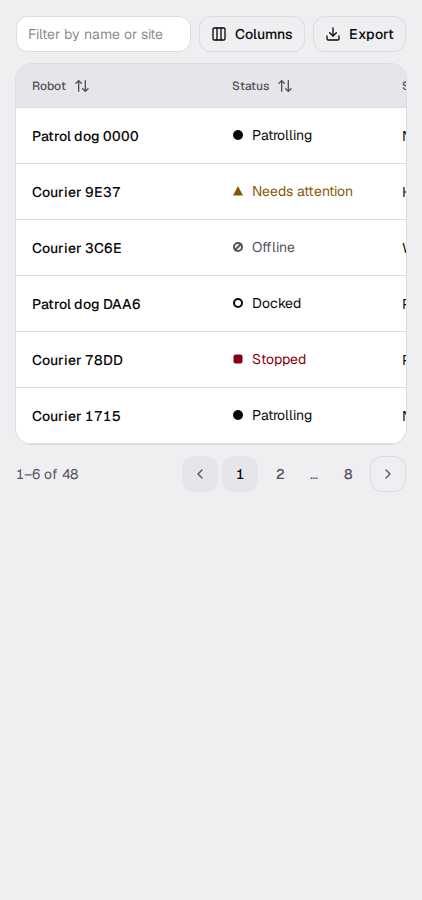 Filter by name or site Columns Export
Robot Status
Patrol dog 0000 Patrolling
Courier 9E37 Needs attention
Courier 3C6E Offline
Patrol dog DAA6 Docked
Courier 78DD Stopped
Courier 1715 Patrolling
1–6 of 48 1 2 … 8